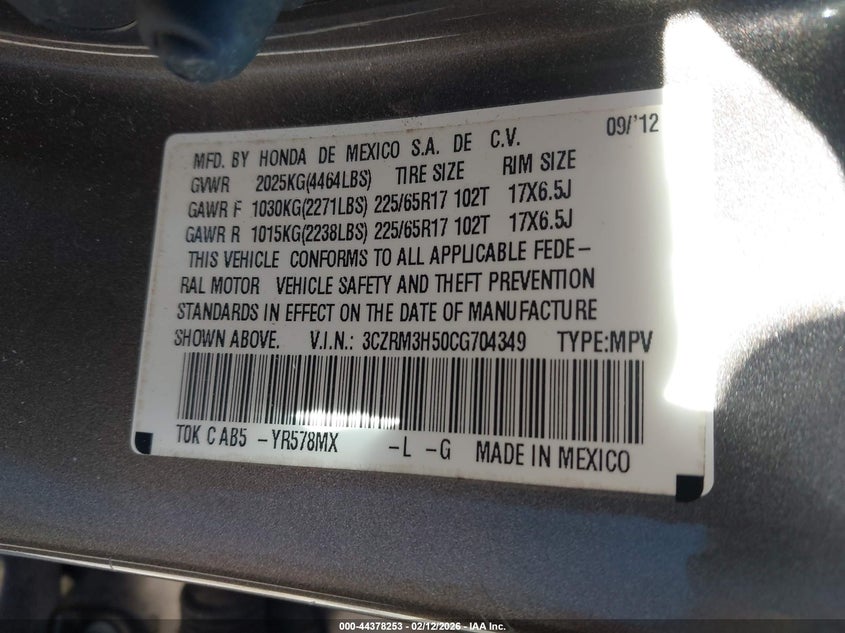 09/'12
MFD. BY HONDA DE MEXICO S.A. DE C.V.
GVWR 2025KG(4464LBS) TIRE SIZE RIM SIZE
GAWR F 1030KG(2271LBS) 225/65R17 102T 17X6.5J
GAWR R 1015KG(2238LBS) 225/65R17 102T 17X6.5J
THIS VEHICLE CONFORMS TO ALL APPLICABLE FEDE-
RAL MOTOR VEHICLE SAFETY AND THEFT PREVENTION
STANDARDS IN EFFECT ON THE DATE OF MANUFACTURE
SHOWN ABOVE. V.I.N.: 3CZRM3H50CG704349 TYPE:MPV
T0K C AB5 -YR578MX -L -G MADE IN MEXICO
000-44378253 - 02/12/2026 - IAA Inc.